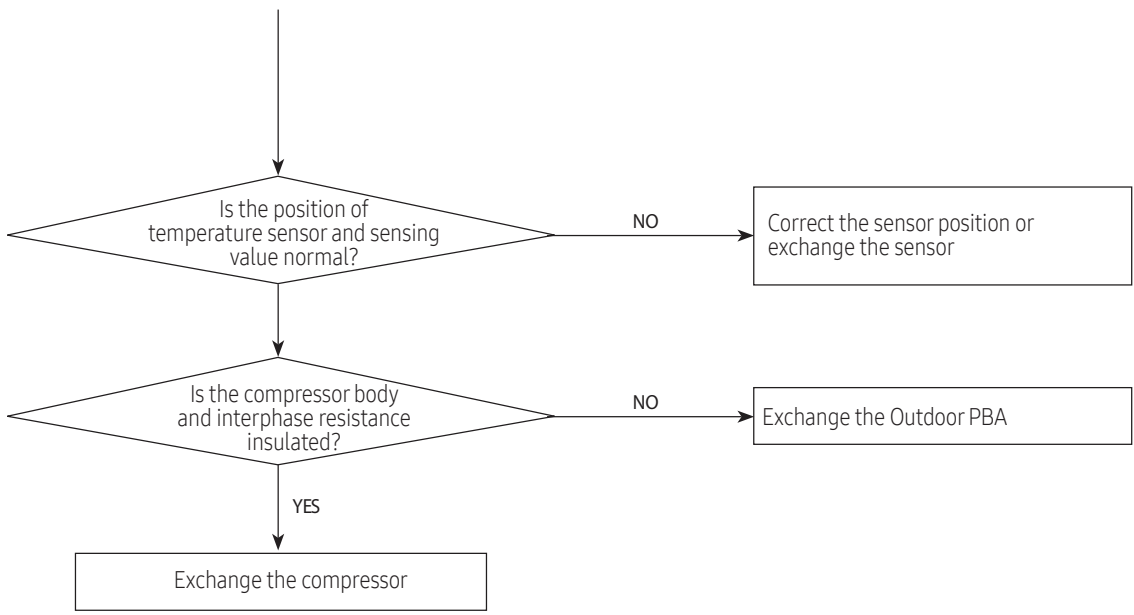 Is the position of
temperature sensor and sensing
value normal?
NO
Correct the sensor position or
exchange the sensor
Is the compressor body
and interphase resistance
insulated?
NO
Exchange the Outdoor PBA
YES
Exchange the compressor